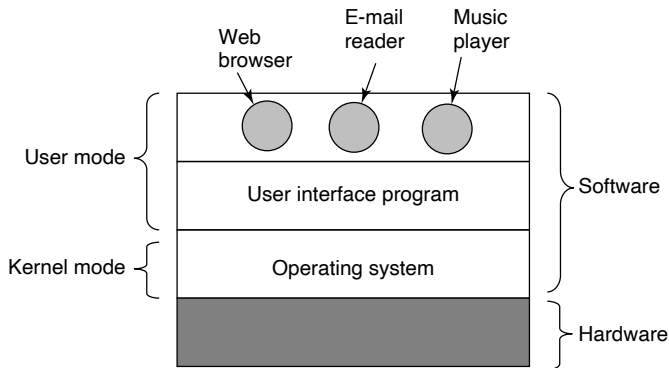 Web
browser
E-mail
reader
Music
player
User mode
User interface program
Software
Kernel mode
Operating system
Hardware